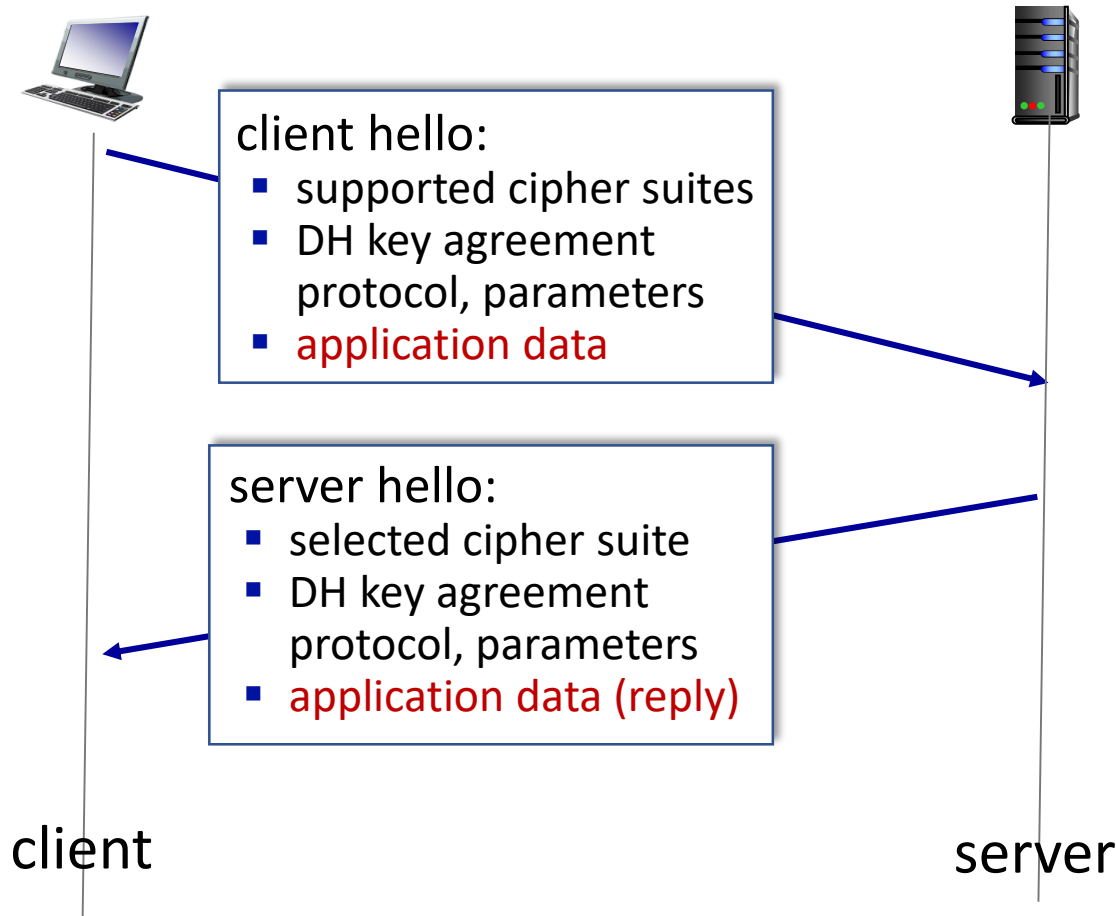 client hello:
▪ supported cipher suites
▪ DH key agreement
protocol, parameters
▪ application data
server hello:
▪ selected cipher suite
▪ DH key agreement
protocol, parameters
▪ application data (reply)
client
server